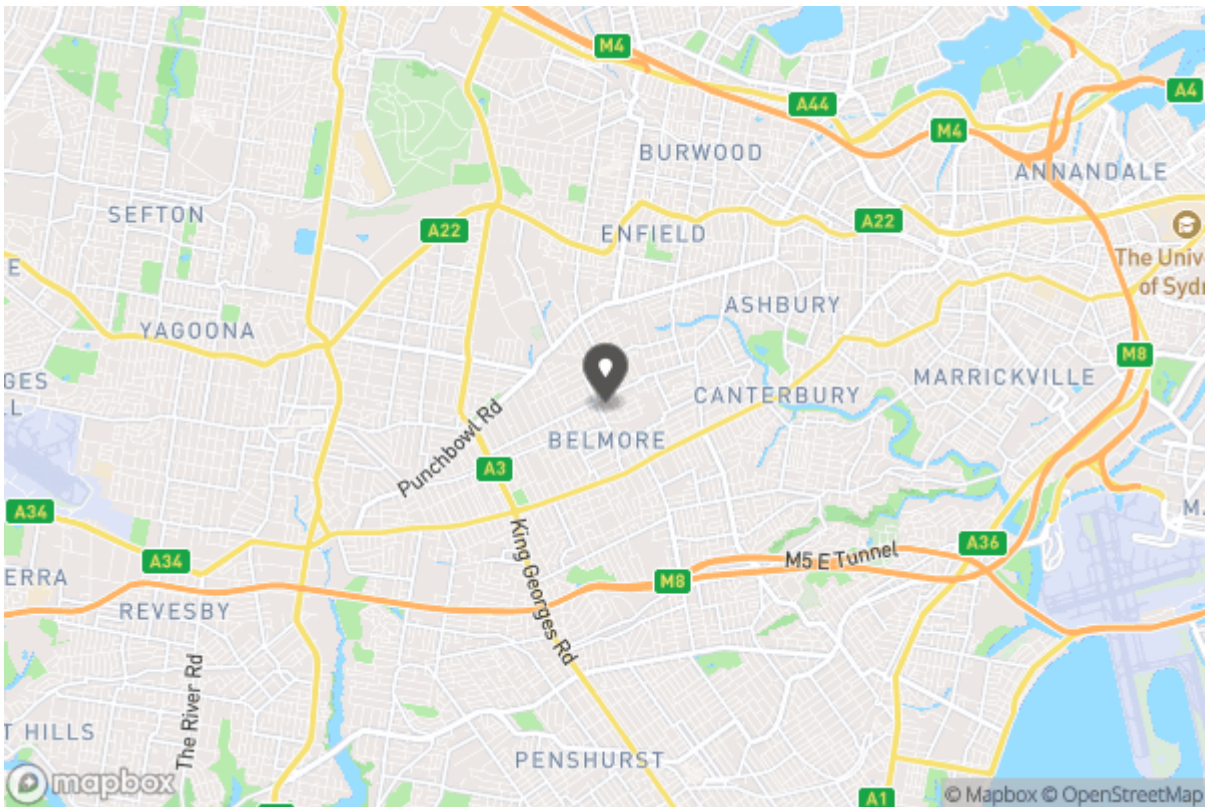 M4
A44
A4
M4
BURWOOD
ANNANDALE
SEFTON
A22
ENFIELD
A22
The Unive
of Sydn
ASHBURY
YAGOONA
M8
GES
CANTERBURY
MARRICKVILLE
Punchbowl Rd
BELMORE
A3
A34
King Georges Rd
A36
M5 E Tunnel
A34
ERRA
M8
REVESBY
The River Rd
T HILLS
PENSHURST
mapbox
A1
© Mapbox © OpenStreetMap